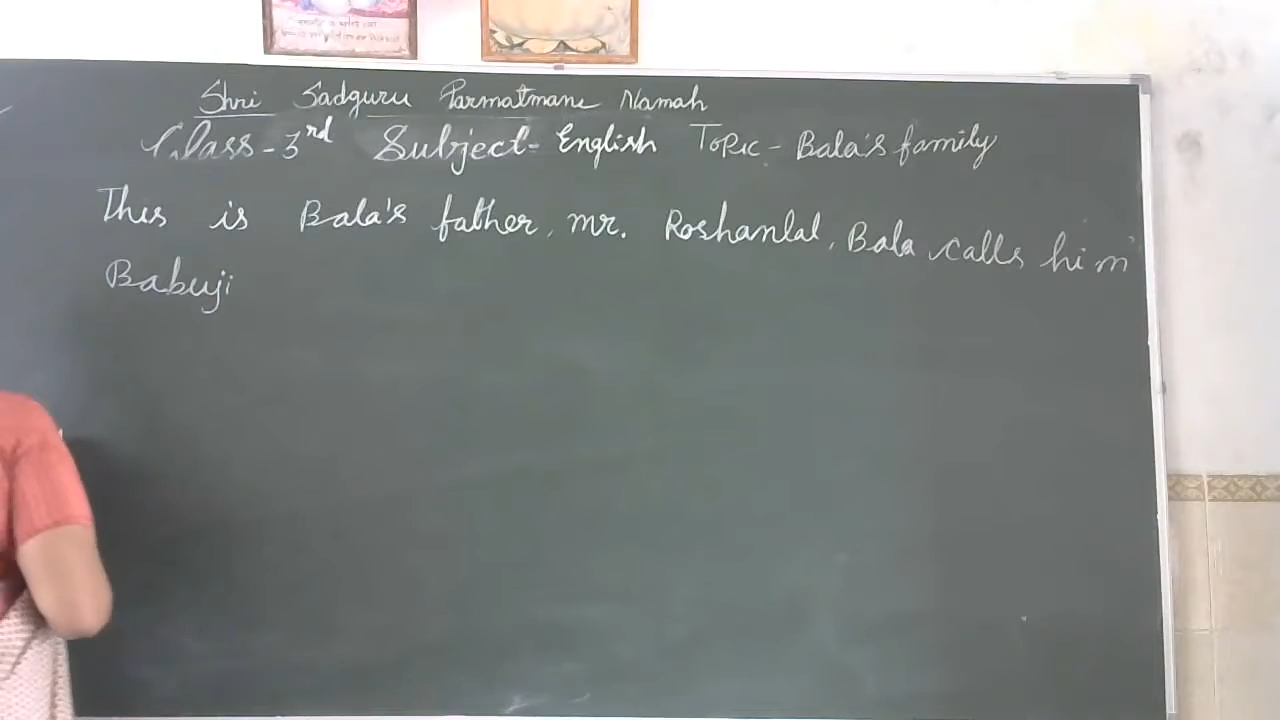 Shri Sadguru Parmatmane Namah
Class - 3rd Subject - English Topic - Bala's family
This is Bala's father, mr. Roshanlal, Bala calls him
Babuji